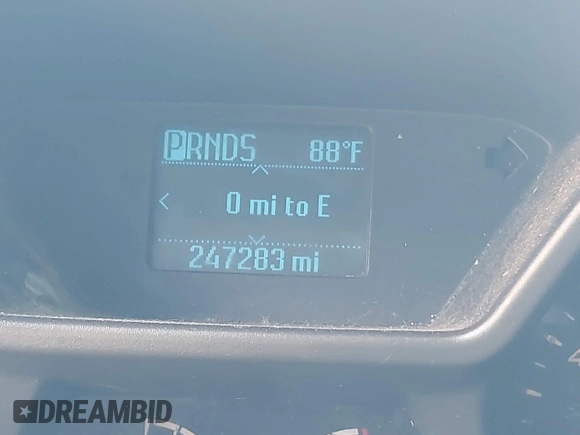 PRNDS 88°F
0 mi to E
247283 mi
DREAMBID